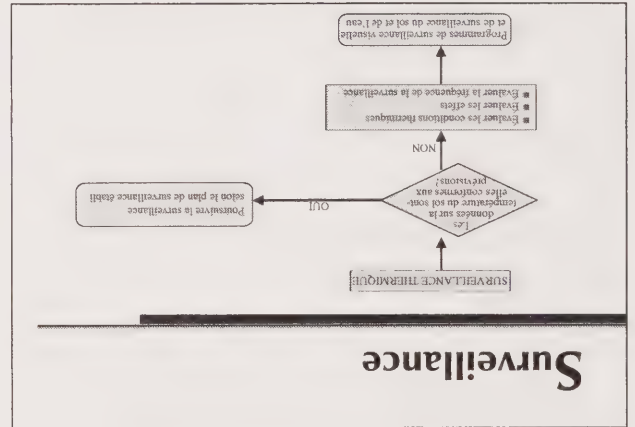 Surveillance
SURVEILLANCE THERMIQUE
Les
données sur la
température du sol sont-
elles conformes aux
prévisions?
OUI
Poursuivre la surveillance
selon le plan de surveillance établi
NON
▪ Évaluer les conditions thermiques
▪ Évaluer les effets
▪ Évaluer la fréquence de la surveillance
Programmes de surveillance visuelle
et de surveillance du sol et de l'eau